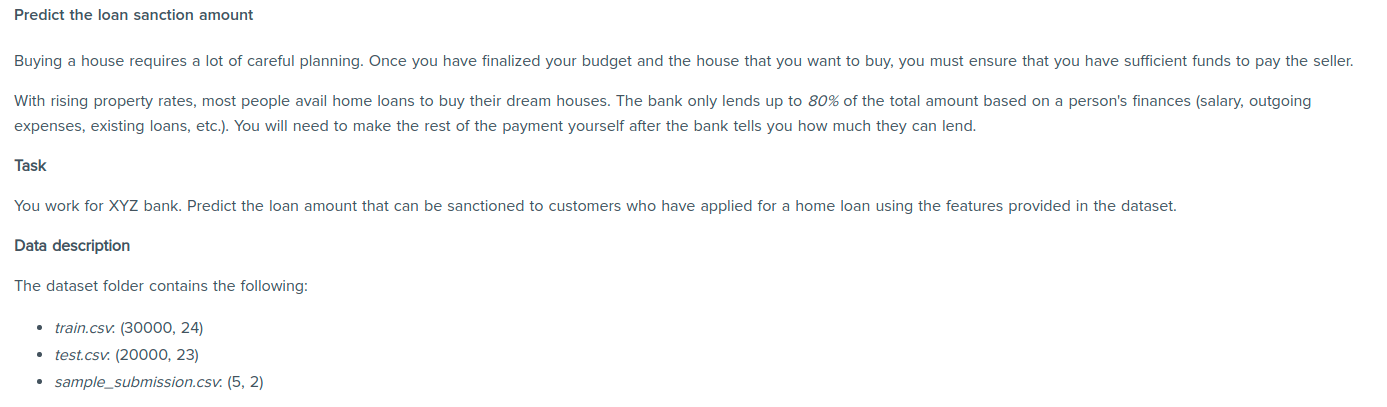 Predict the loan sanction amount
Buying a house requires a lot of careful planning. Once you have finalized your budget and the house that you want to buy, you must ensure that you have sufficient funds to pay the seller.
With rising property rates, most people avail home loans to buy their dream houses. The bank only lends up to 80% of the total amount based on a person's finances (salary, outgoing
expenses, existing loans, etc.). You will need to make the rest of the payment yourself after the bank tells you how much they can lend.
Task
You work for XYZ bank. Predict the loan amount that can be sanctioned to customers who have applied for a home loan using the features provided in the dataset.
Data description
The dataset folder contains the following:
• train.csv: (30000, 24)
• test.csv: (20000, 23)
• sample_submission.csv: (5, 2)